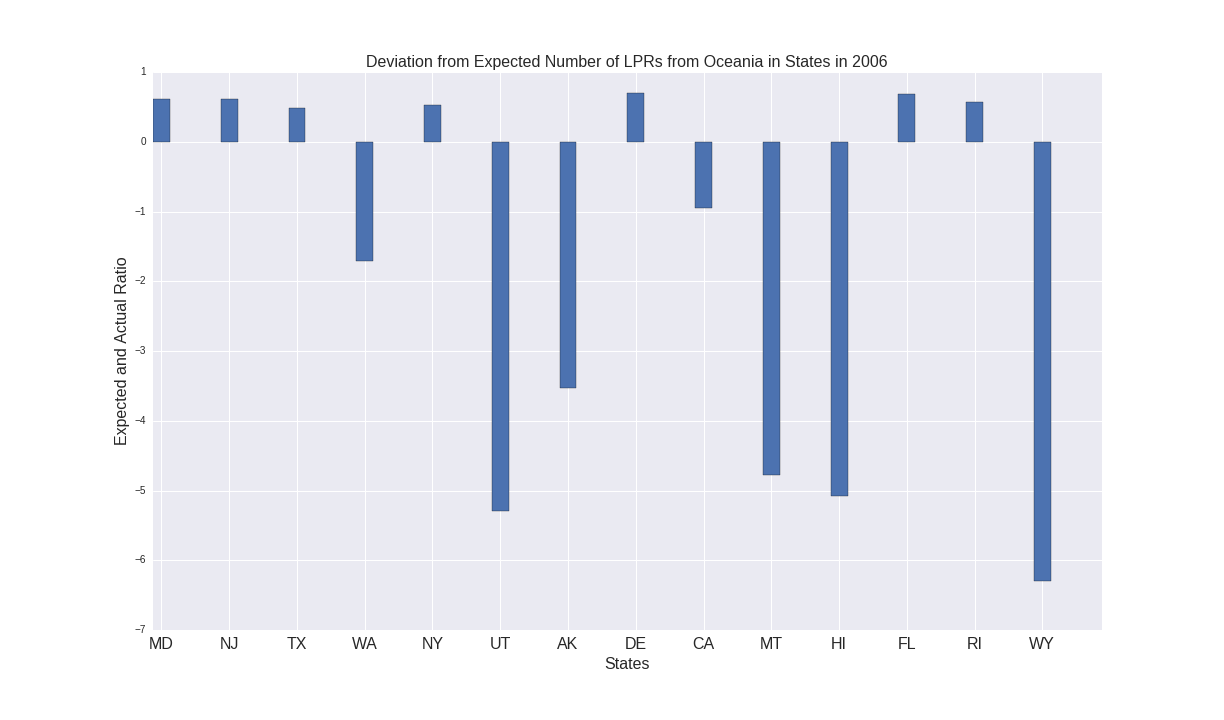 Deviation from Expected Number of LPRs from Oceania in States in 2006
Expected and Actual Ratio
1
0
−1
−2
−3
−4
−5
−6
−7
MD NJ TX WA NY UT AK DE CA MT HI FL RI WY
States